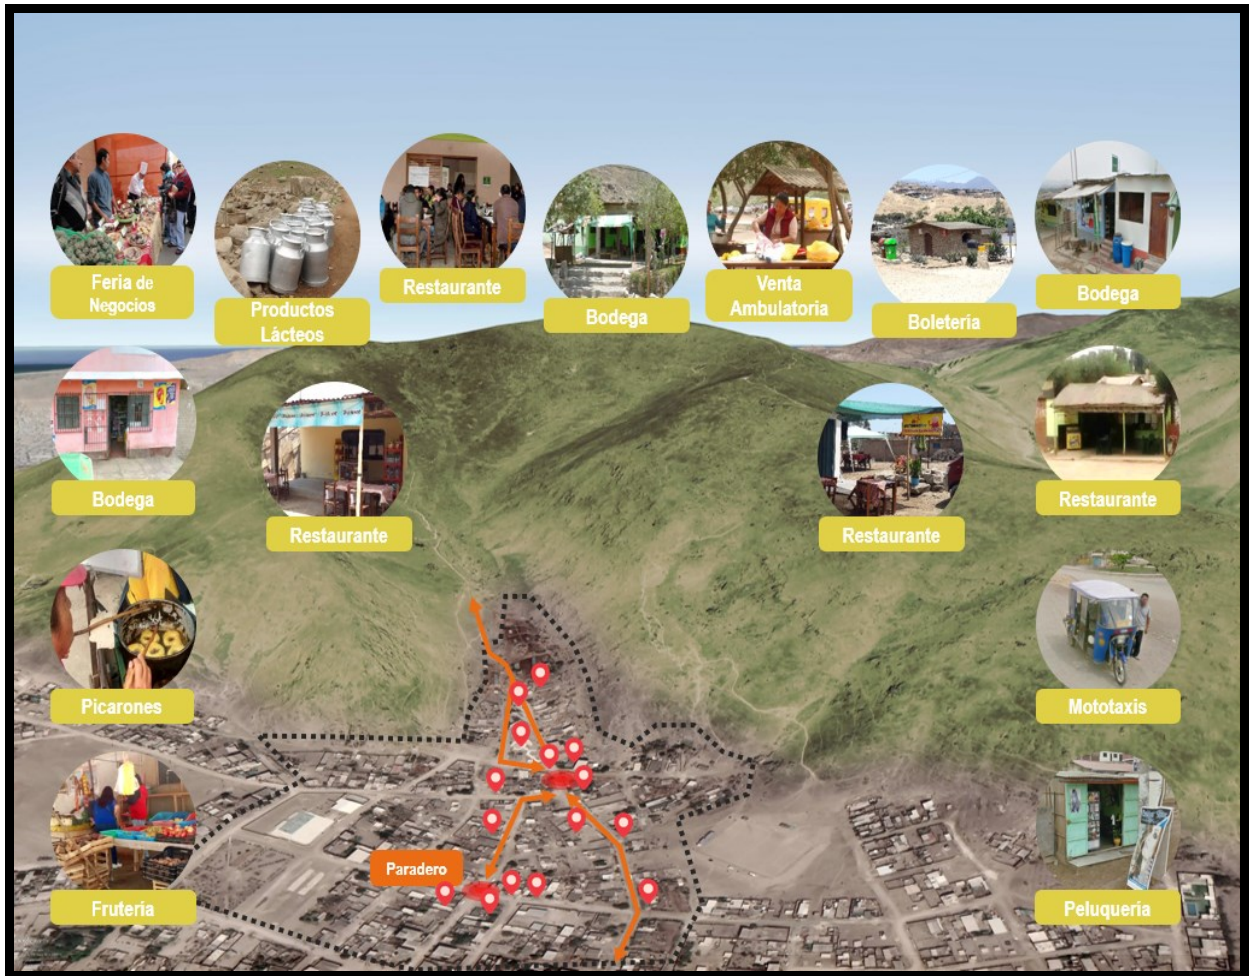 Feria de
Negocios
Productos
Lácteos
Restaurante
Bodega
Venta
Ambulatoria
Boletería
Bodega
Bodega
Restaurante
Restaurante
Restaurante
Picarones
Mototaxis
Paradero
Frutería
Peluquería